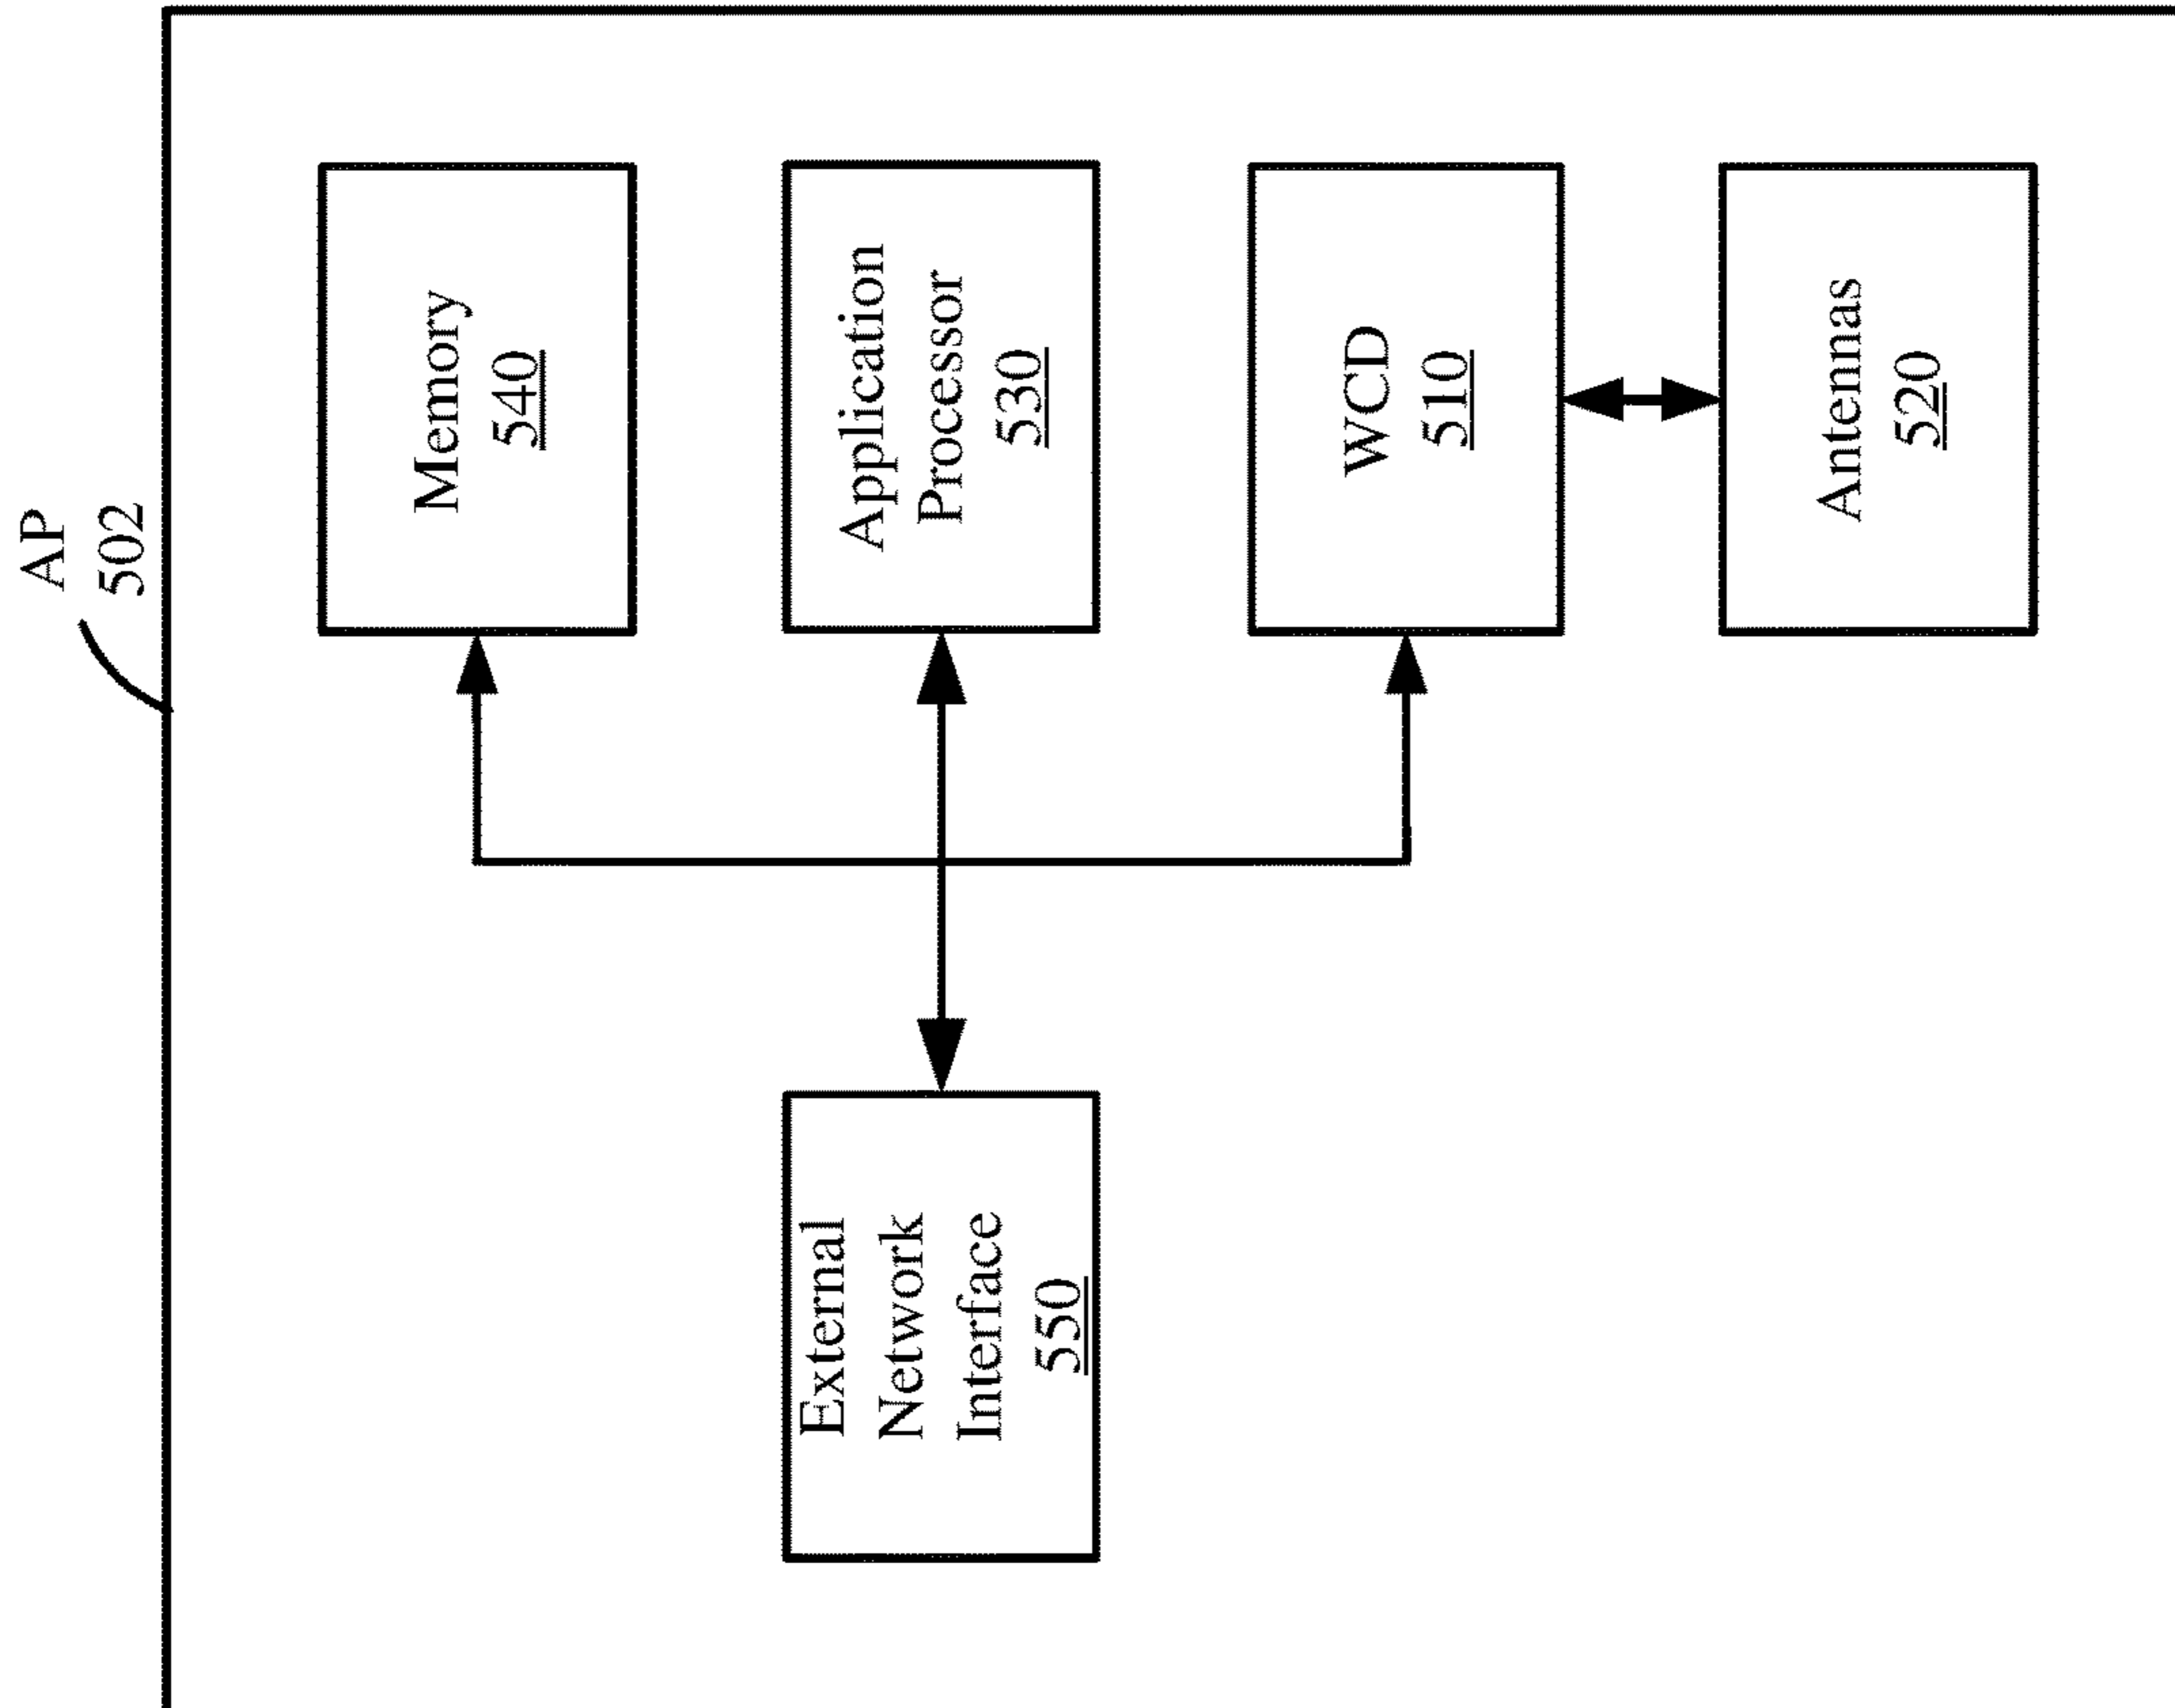 AP
502
Memory
540
Application
Processor
530
WCD
510
Antennas
520
External
Network
Interface
550